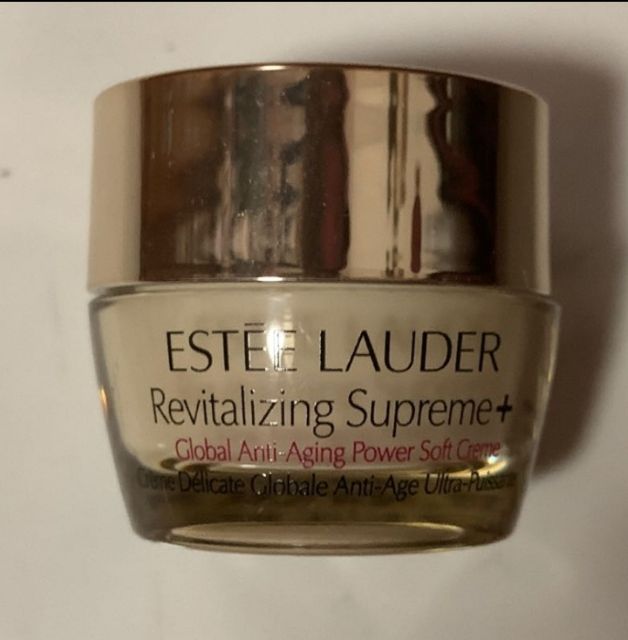 ESTĒE LAUDER
Revitalizing Supreme+
Global Anti-Aging Power Soft Creme
Crème Délicate Globale Anti-Age Ultra-Puissante